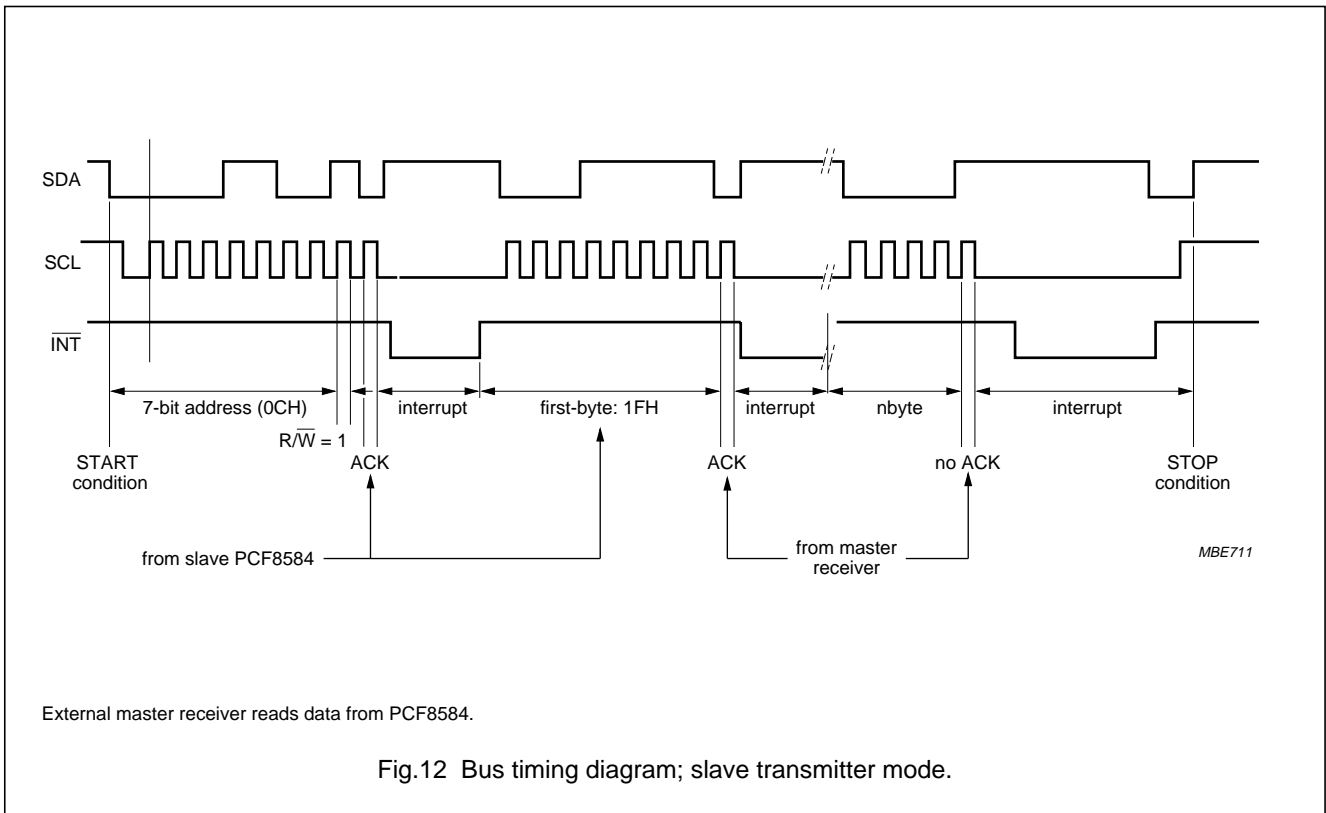 SDA
SCL
INT
7-bit address (0CH)
interrupt
first-byte: 1FH
interrupt
nbyte
interrupt
R/W = 1
START
condition
ACK
ACK
no ACK
STOP
condition
from slave PCF8584
from master
receiver
MBE711
External master receiver reads data from PCF8584.
Fig.12 Bus timing diagram; slave transmitter mode.